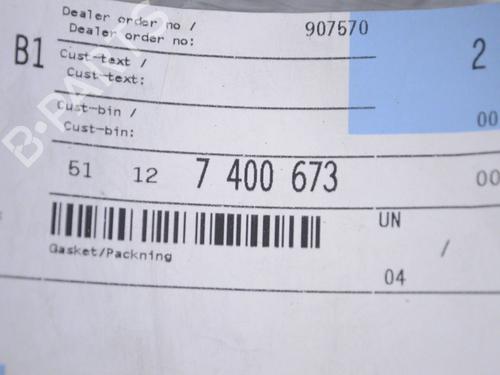 Dealer order no /
Dealer order no: 907570
B1
2
Cust-text /
Cust-text:
Cust-bin /
Cust-bin:
00
51 12 7 400 673
00
UN
/
Gasket/Packning
04
B-PARTS